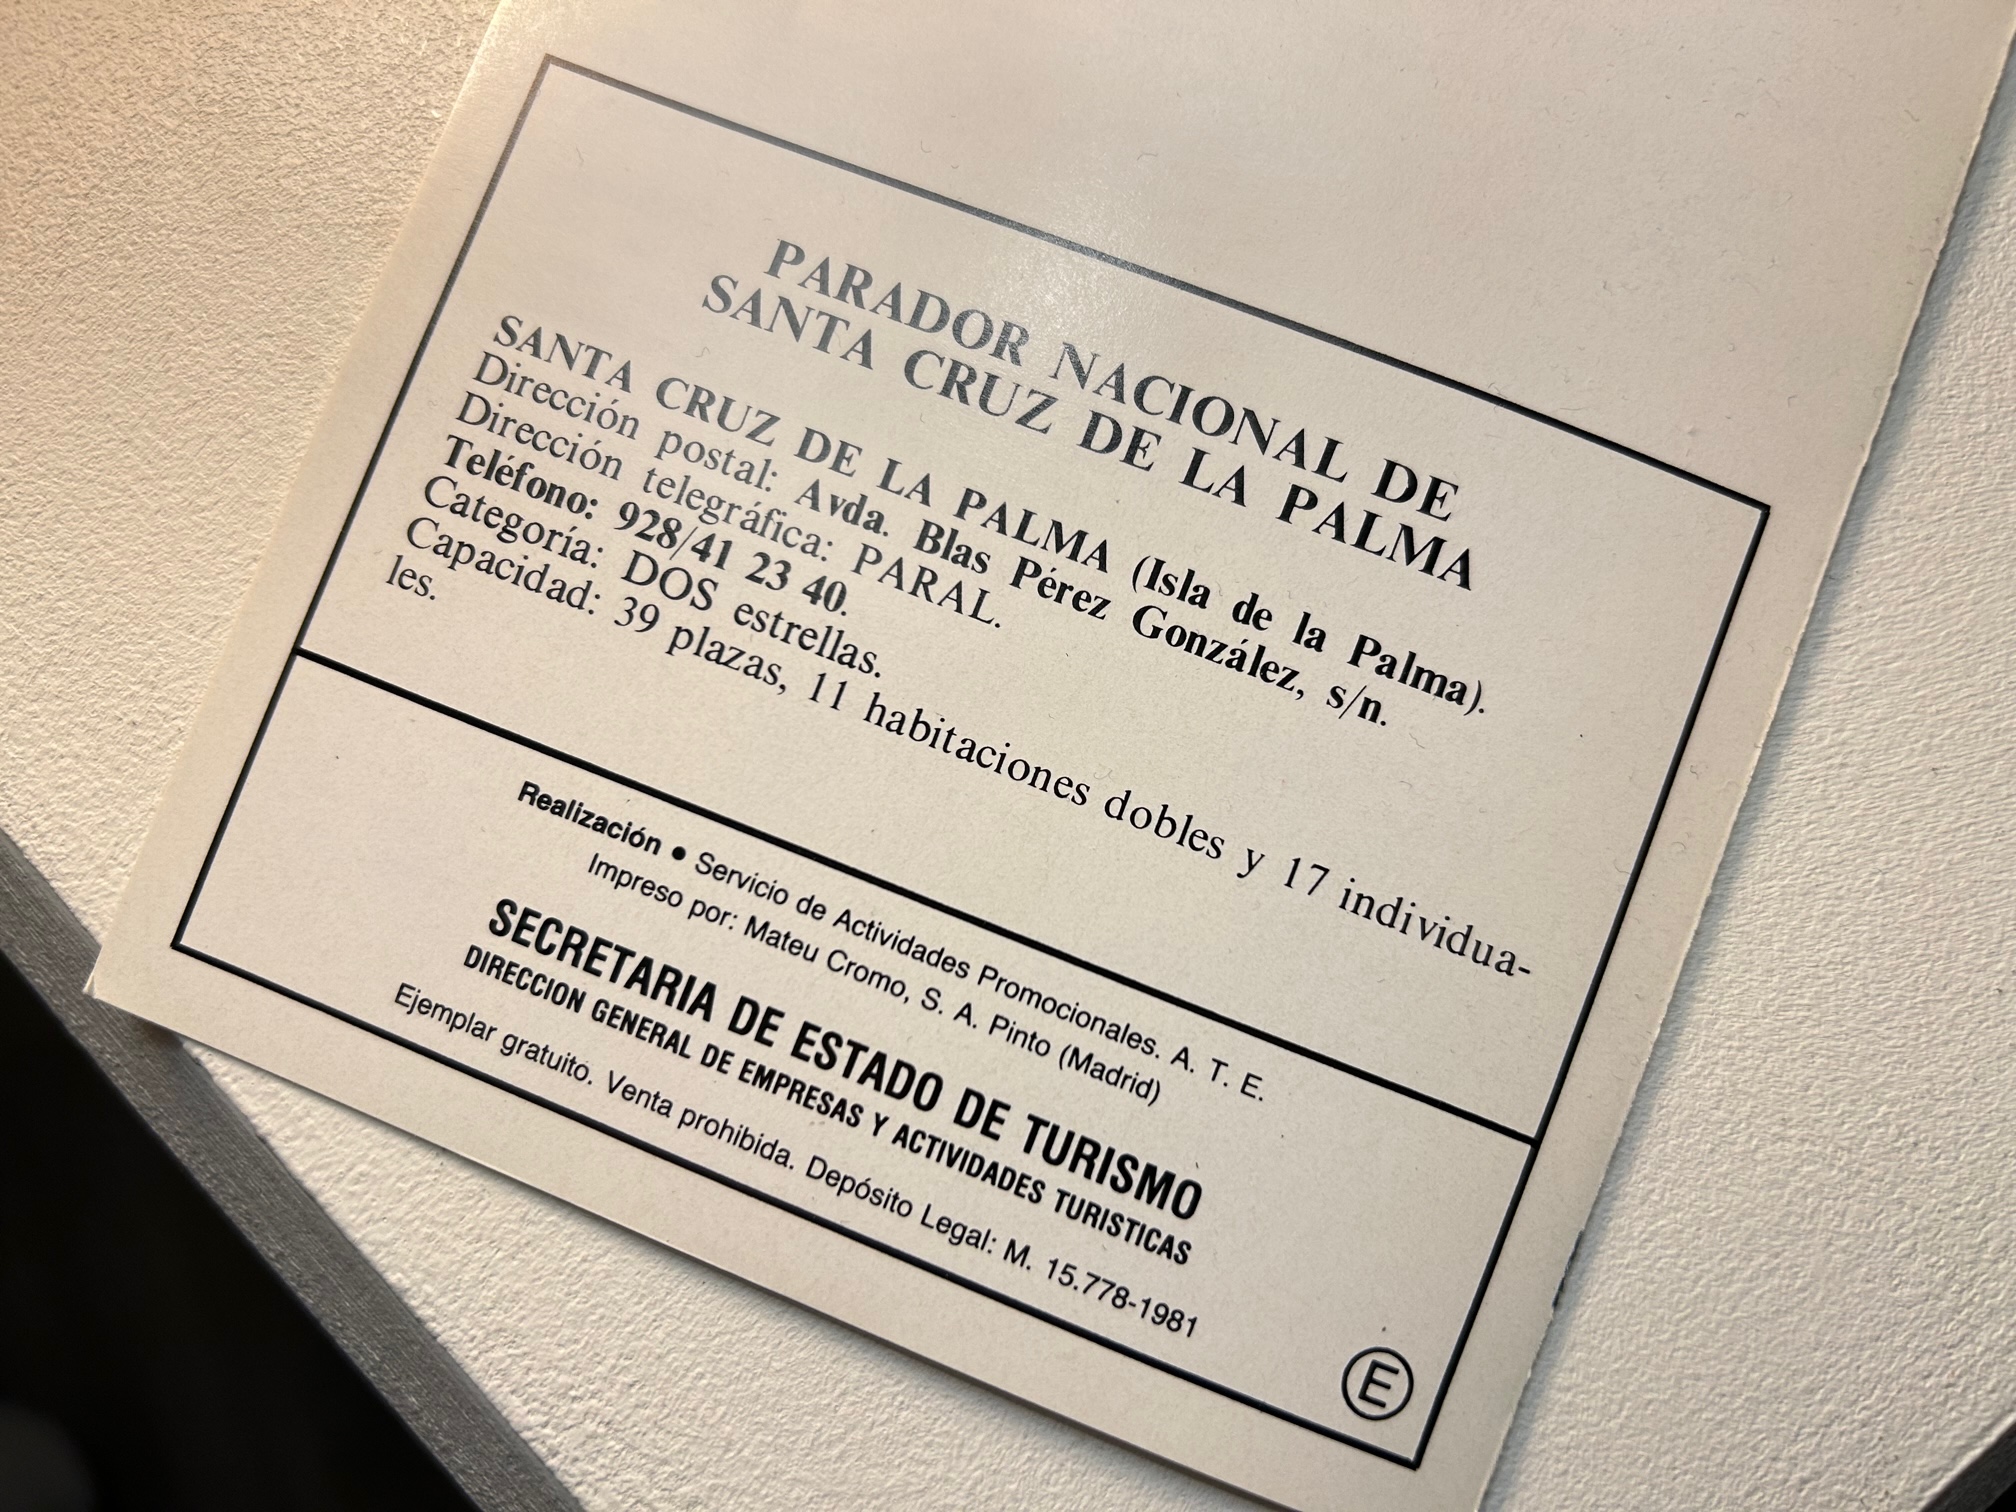 PARADOR NACIONAL DE
SANTA CRUZ DE LA PALMA
SANTA CRUZ DE LA PALMA (Isla de la Palma).
Dirección postal: Avda. Blas Pérez González, s/n.
Dirección telegráfica: PARAL.
Teléfono: 928/41 23 40.
Categoría: DOS estrellas.
Capacidad: 39 plazas, 11 habitaciones dobles y 17 individua-
les.
Realización • Servicio de Actividades Promocionales. A. T. E.
Impreso por: Mateu Cromo, S. A. Pinto (Madrid)
SECRETARIA DE ESTADO DE TURISMO
DIRECCION GENERAL DE EMPRESAS Y ACTIVIDADES TURISTICAS
Ejemplar gratuito. Venta prohibida. Depósito Legal: M. 15.778-1981
E